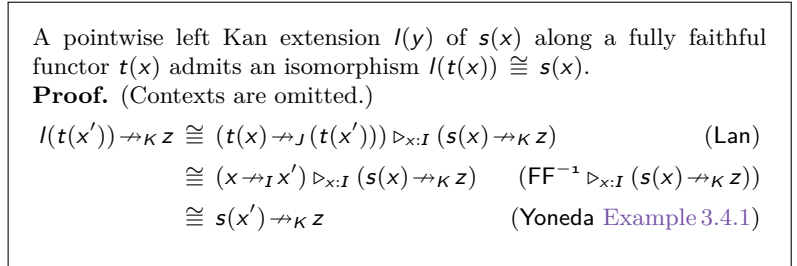 A pointwise left Kan extension l(y) of s(x) along a fully faithful
functor t(x) admits an isomorphism l(t(x)) ≅ s(x).
Proof. (Contexts are omitted.)
l(t(x′)) ⇸_K z ≅ (t(x) ⇸_J (t(x′))) ▷_{x:I} (s(x) ⇸_K z) (Lan)
≅ (x ⇸_I x′) ▷_{x:I} (s(x) ⇸_K z) (FF⁻¹ ▷_{x:I} (s(x) ⇸_K z))
≅ s(x′) ⇸_K z (Yoneda Example 3.4.1)